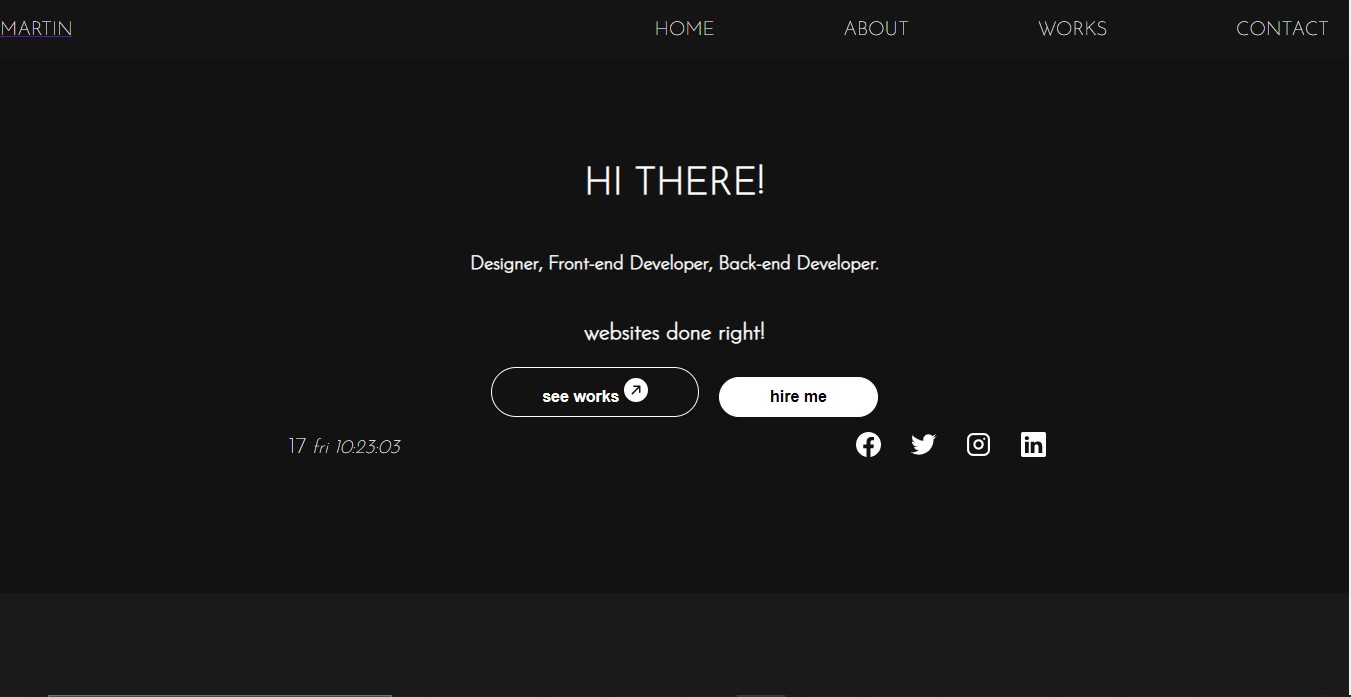 MARTIN HOME ABOUT WORKS CONTACT
HI THERE!
Designer, Front-end Developer, Back-end Developer.
websites done right!
see works hire me
17 fri 10:23:03